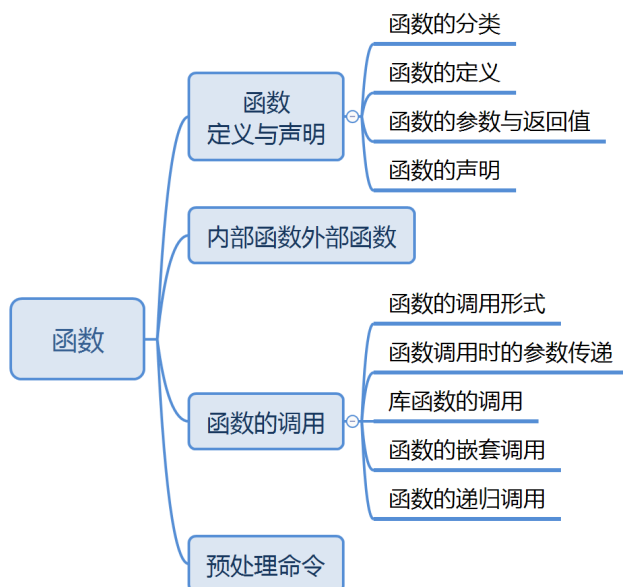 函数
函数
定义与声明
函数的分类
函数的定义
函数的参数与返回值
函数的声明
内部函数外部函数
函数的调用
函数的调用形式
函数调用时的参数传递
库函数的调用
函数的嵌套调用
函数的递归调用
预处理命令